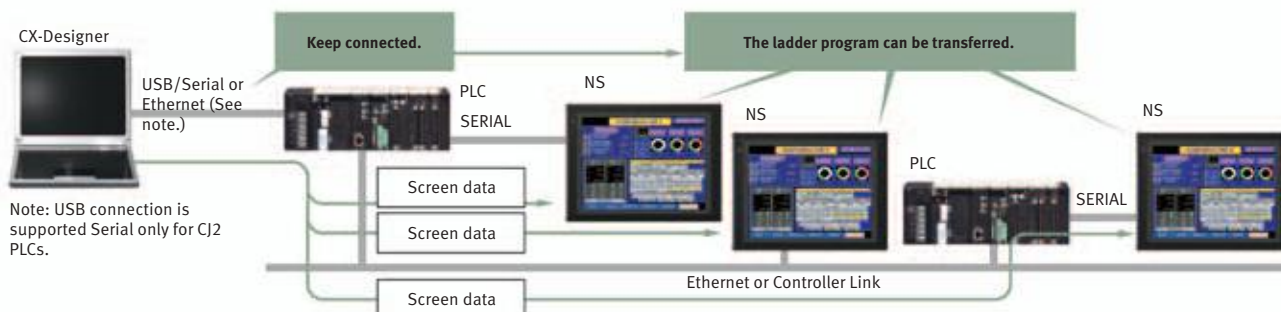 CX-Designer
Keep connected.
The ladder program can be transferred.
USB/Serial or
Ethernet (See
note.)
PLC
SERIAL
NS
NS
NS
PLC
SERIAL
Screen data
Screen data
Note: USB connection is
supported Serial only for CJ2
PLCs.
Ethernet or Controller Link
Screen data